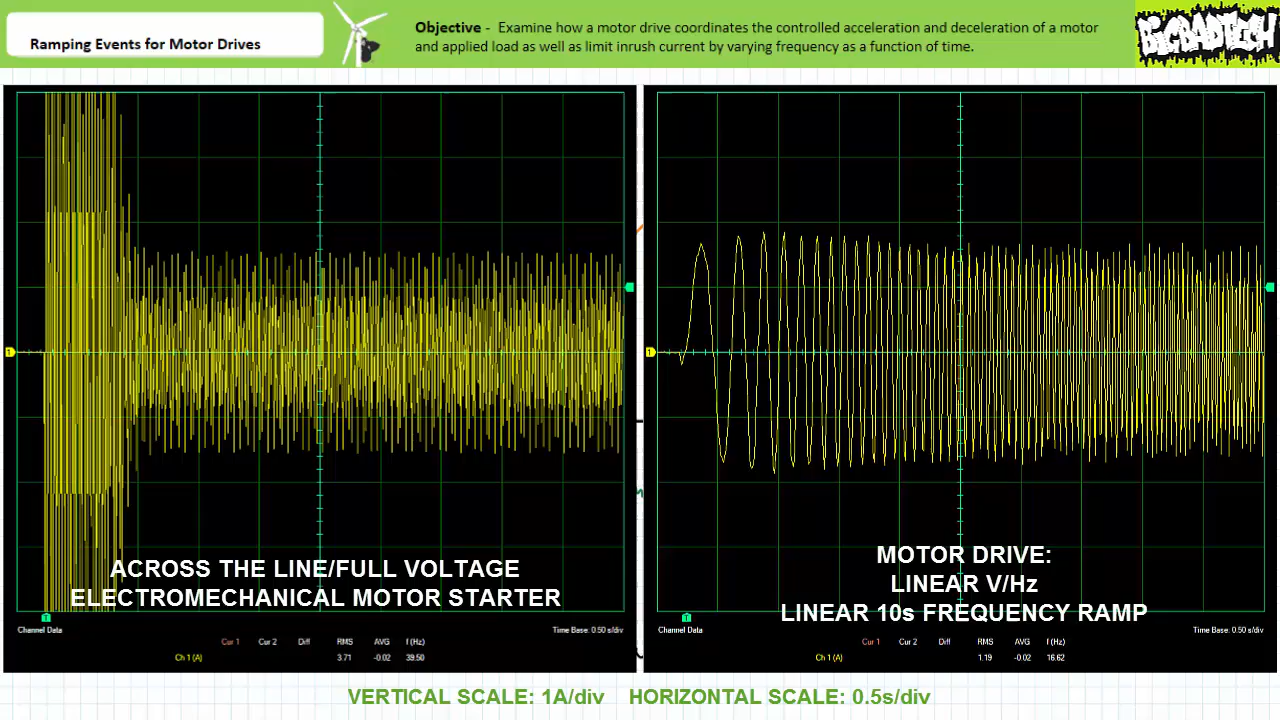 Ramping Events for Motor Drives
Objective - Examine how a motor drive coordinates the controlled acceleration and deceleration of a motor
and applied load as well as limit inrush current by varying frequency as a function of time.
BIGBADTECH
1
ACROSS THE LINE/FULL VOLTAGE
ELECTROMECHANICAL MOTOR STARTER
Channel Data
Time Base: 0.50 s/div
Cur 1 Cur 2 Diff RMS AVG f (Hz)
Ch 1 (A) 3.71 -0.02 39.50
1
MOTOR DRIVE:
LINEAR V/Hz
LINEAR 10s FREQUENCY RAMP
Channel Data
Time Base: 0.50 s/div
Cur 1 Cur 2 Diff RMS AVG f (Hz)
Ch 1 (A) 1.19 -0.02 16.62
VERTICAL SCALE: 1A/div HORIZONTAL SCALE: 0.5s/div